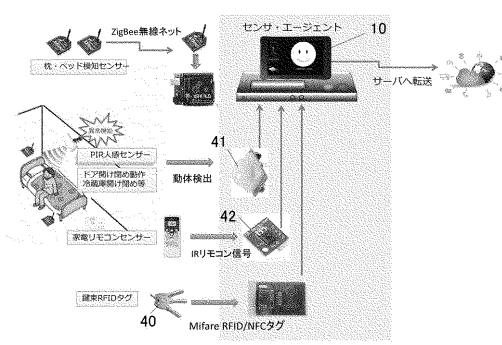 ZigBee無線ネット
センサ・エージェント
10
枕・ベッド検知センサー
サーバへ転送
異常検知
41
PIR人感センサー
ドア開け閉め動作
冷蔵庫開け閉め等
動体検出
42
家電リモコンセンサー
IRリモコン信号
鍵束RFIDタグ
40
Mifare RFID/NFCタグ